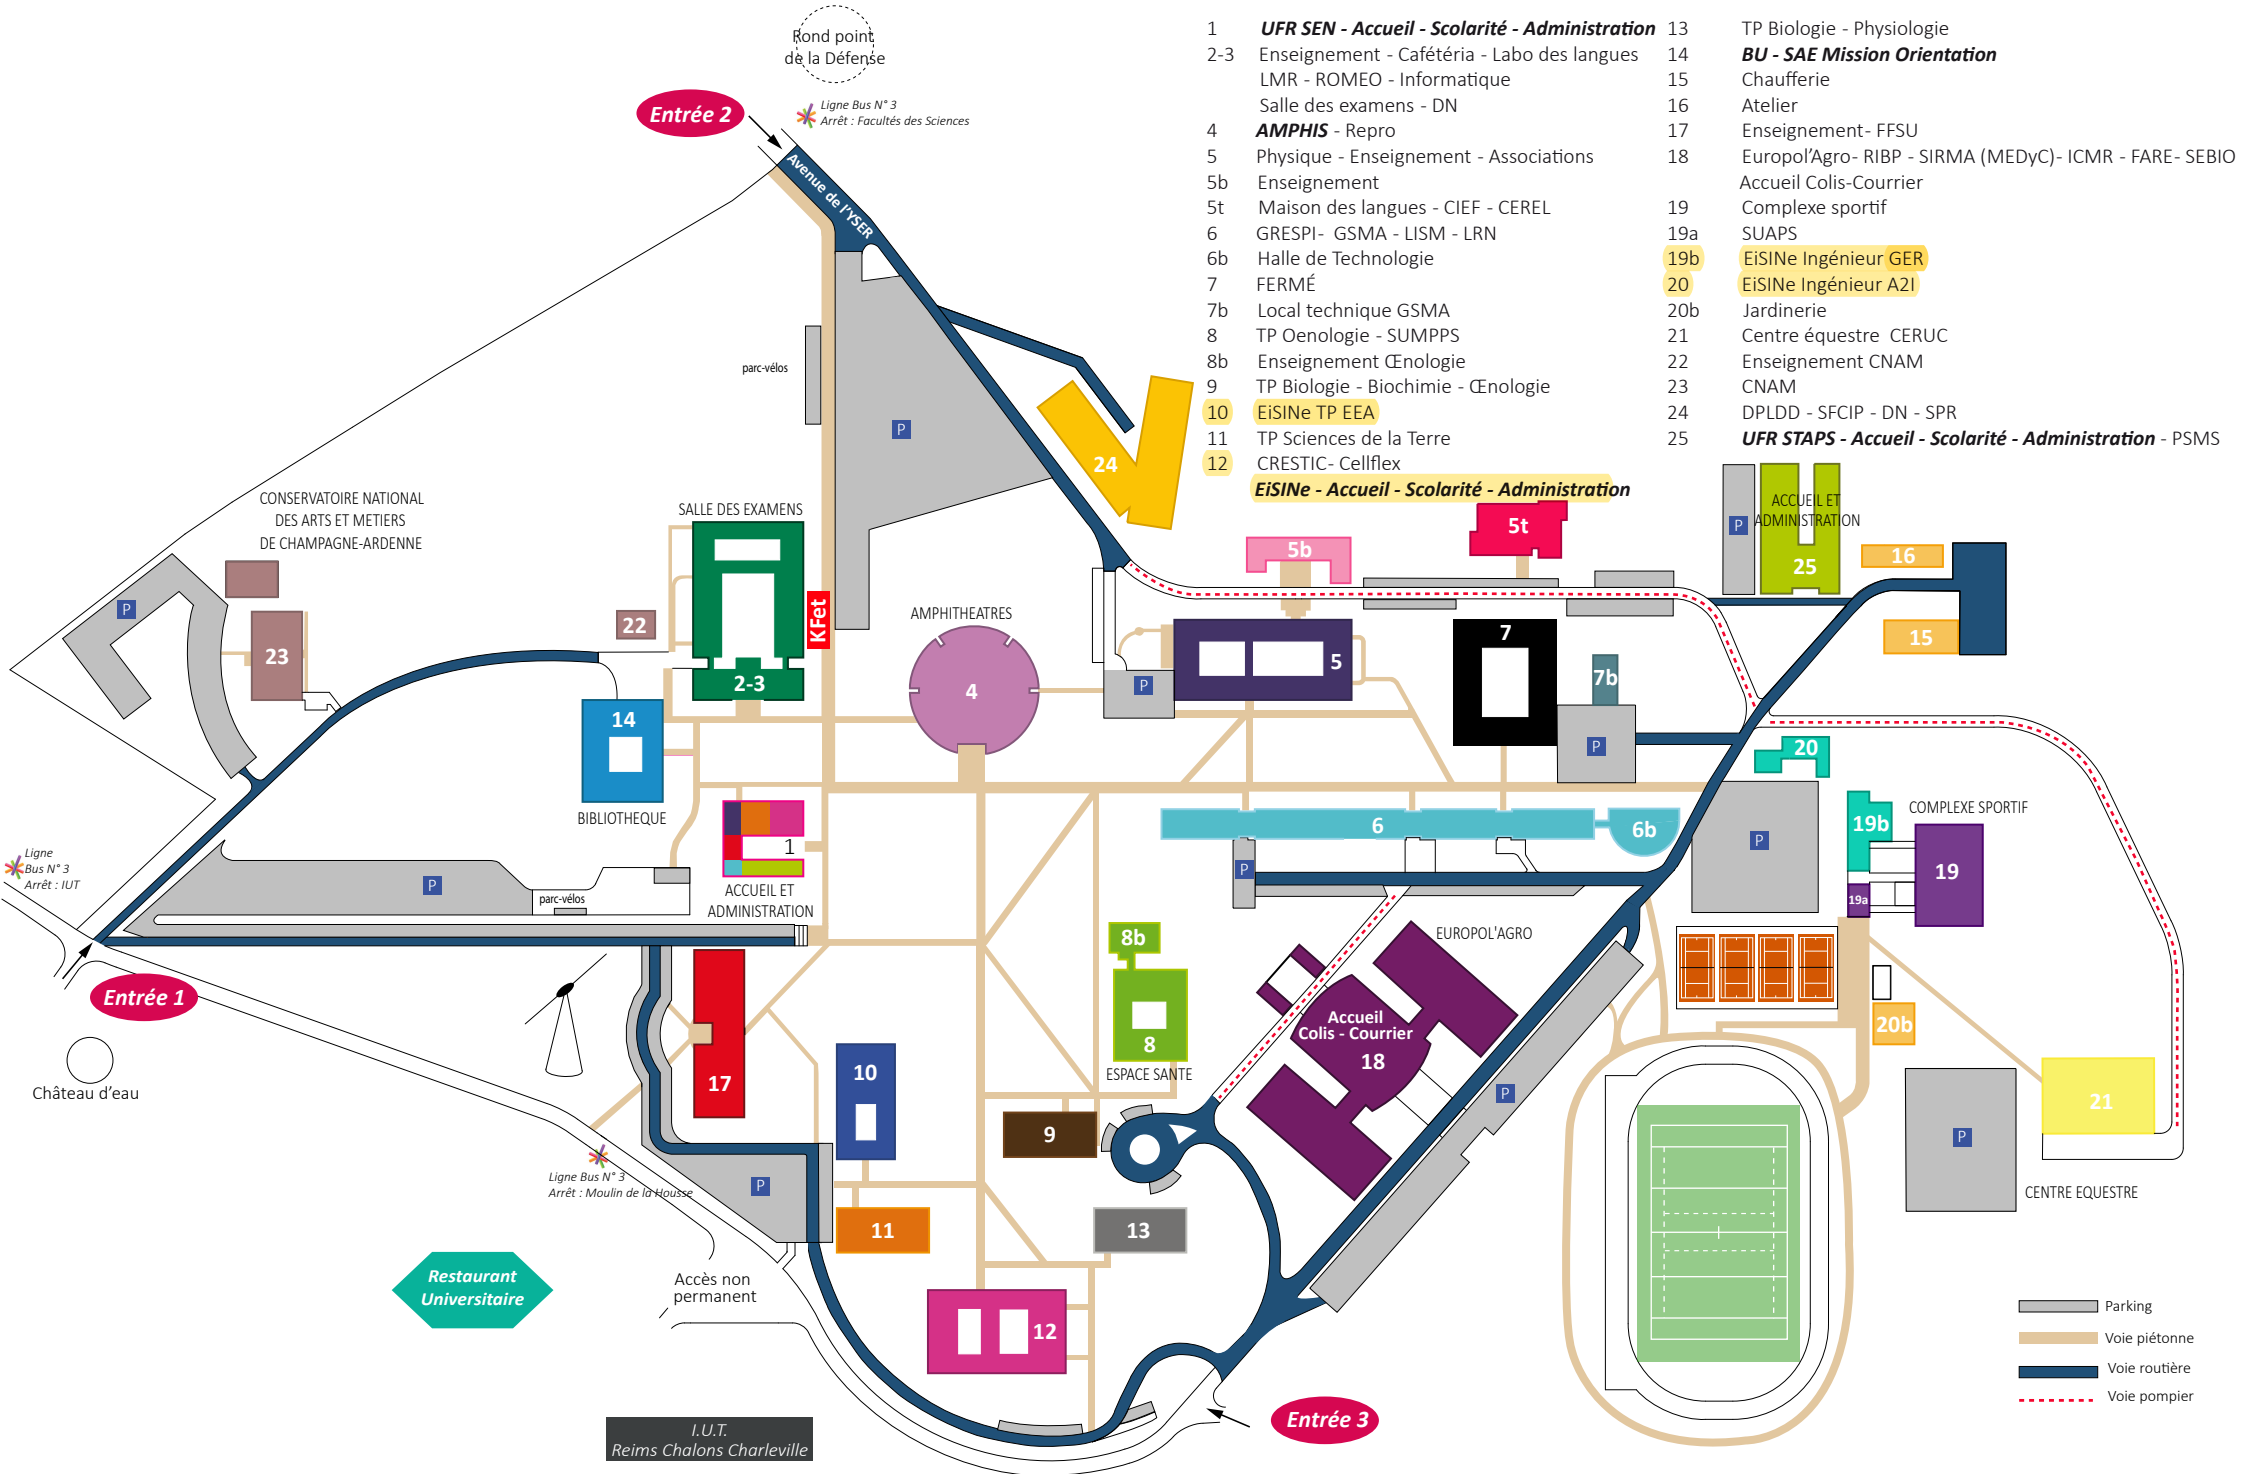 Rond point
de la Défense
Entrée 2
Ligne Bus N° 3
Arrêt : Facultés des Sciences
Avenue de l'YSER
1 UFR SEN - Accueil - Scolarité - Administration
2-3 Enseignement - Cafétéria - Labo des langues
LMR - ROMEO - Informatique
Salle des examens - DN
4 AMPHIS - Repro
5 Physique - Enseignement - Associations
5b Enseignement
5t Maison des langues - CIEF - CEREL
6 GRESPI- GSMA - LISM - LRN
6b Halle de Technologie
7 FERMÉ
7b Local technique GSMA
8 TP Oenologie - SUMPPS
8b Enseignement Œnologie
9 TP Biologie - Biochimie - Œnologie
10 EiSINe TP EEA
11 TP Sciences de la Terre
12 CRESTIC- Cellflex
EiSINe - Accueil - Scolarité - Administration
13 TP Biologie - Physiologie
14 BU - SAE Mission Orientation
15 Chaufferie
16 Atelier
17 Enseignement- FFSU
18 Europol'Agro- RIBP - SIRMA (MEDyC)- ICMR - FARE- SEBIO
Accueil Colis-Courrier
19 Complexe sportif
19a SUAPS
19b EiSINe Ingénieur GER
20 EiSINe Ingénieur A2I
20b Jardinerie
21 Centre équestre CERUC
22 Enseignement CNAM
23 CNAM
24 DPLDD - SFCIP - DN - SPR
25 UFR STAPS - Accueil - Scolarité - Administration - PSMS
parc-vélos
P
24
CONSERVATOIRE NATIONAL
DES ARTS ET METIERS
DE CHAMPAGNE-ARDENNE
SALLE DES EXAMENS
5b
5t
P
ACCUEIL ET
ADMINISTRATION
25
16
15
P
23
22
KFet
2-3
AMPHITHEATRES
4
P
5
7
7b
P
14
BIBLIOTHEQUE
20
1
ACCUEIL ET
ADMINISTRATION
6
6b
P
P
19b
COMPLEXE SPORTIF
19
19a
Ligne
Bus N° 3
Arrêt : IUT
P
parc-vélos
Entrée 1
Château d'eau
8b
8
ESPACE SANTE
EUROPOL'AGRO
Accueil
Colis - Courrier
18
P
20b
21
P
CENTRE EQUESTRE
17
10
9
Ligne Bus N° 3
Arrêt : Moulin de la Housse
P
11
13
Restaurant
Universitaire
Accès non
permanent
12
I.U.T.
Reims Chalons Charleville
Entrée 3
Parking
Voie piétonne
Voie routière
Voie pompier